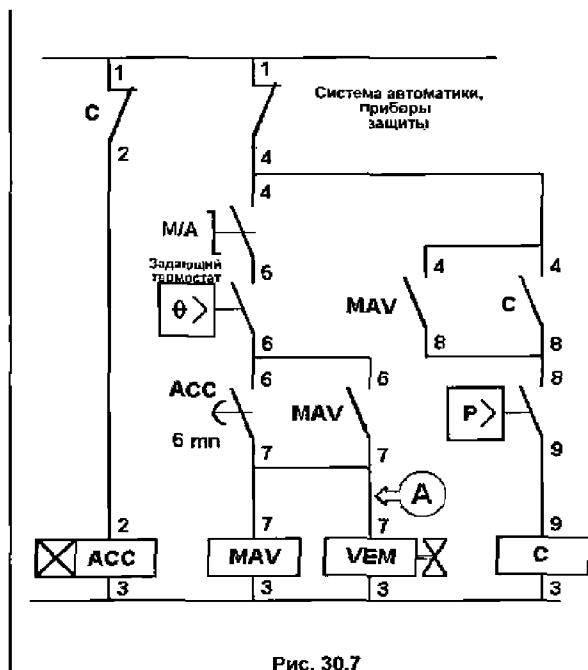 1
1
Система автоматики,
приборы
защиты
C
2
4
4
4
4
M/A
Задающий
термостат
6
θ >
MAV
C
6
8
8
ACC
6
6
8
6 mn
MAV
P >
7
7
9
A
2
7
7
9
ACC
MAV
VEM
C
3
3
3
3
Рис. 30.7